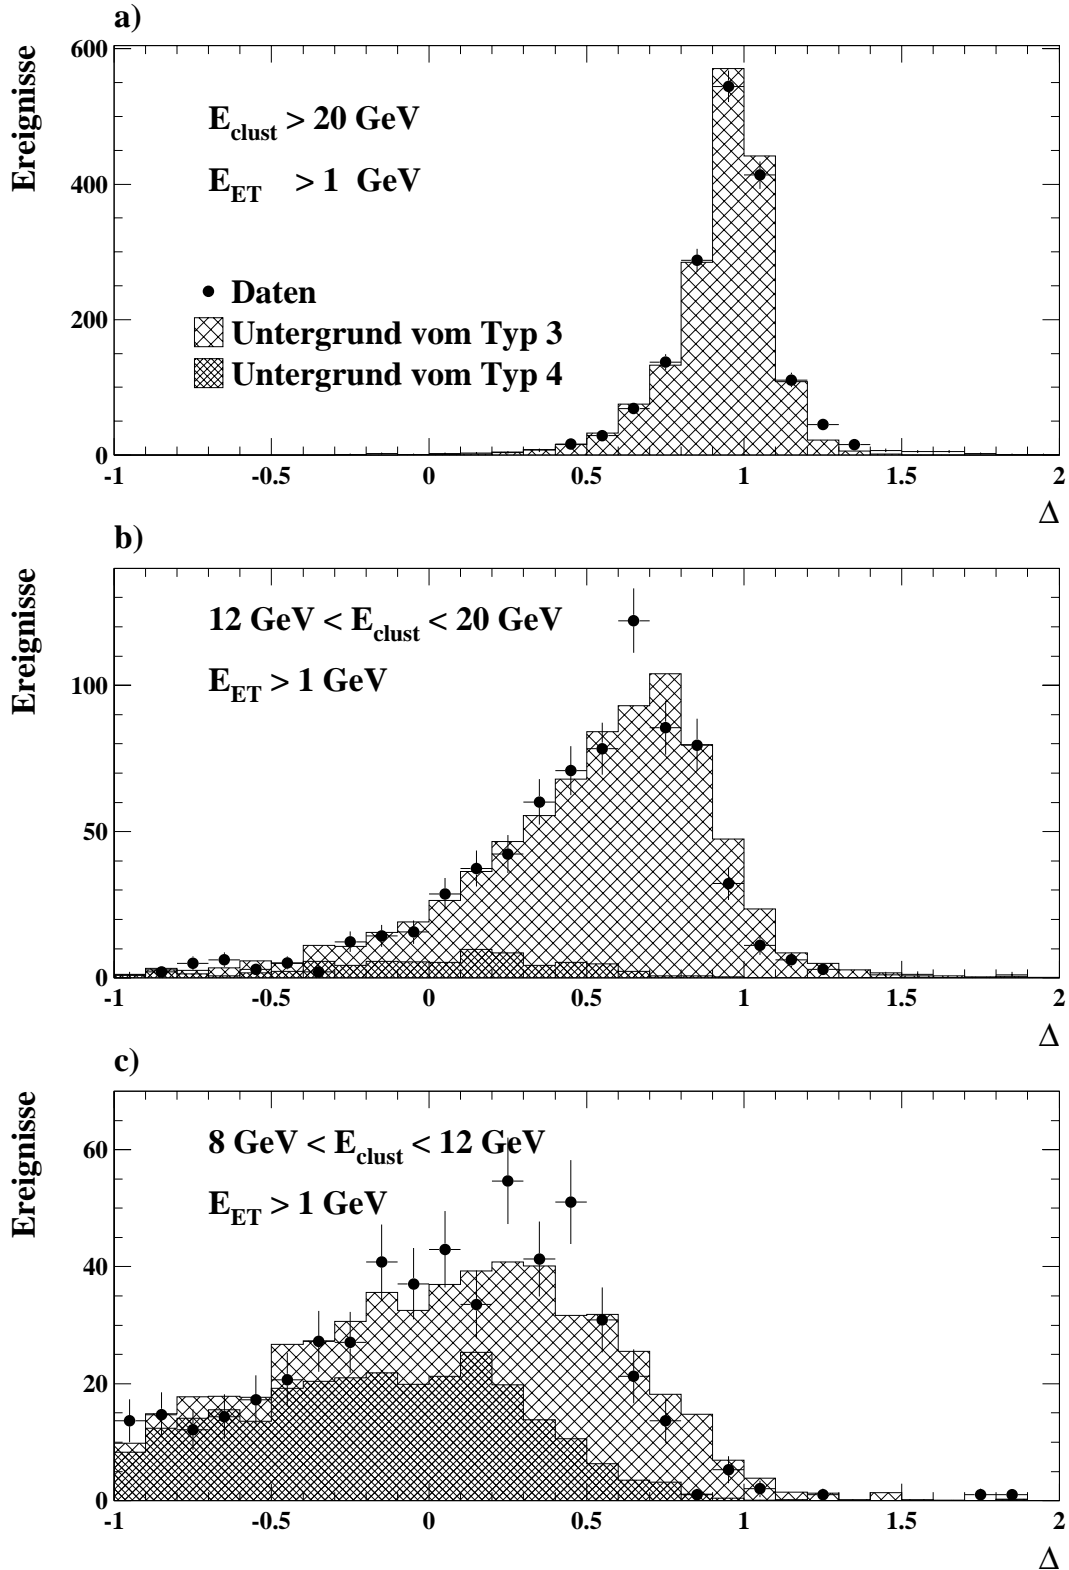 a)
Ereignisse
600
400
200
0
E_clust > 20 GeV
E_ET > 1 GeV
Daten
Untergrund vom Typ 3
Untergrund vom Typ 4
-1 -0.5 0 0.5 1 1.5 2
Δ
b)
Ereignisse
100
50
0
12 GeV < E_clust < 20 GeV
E_ET > 1 GeV
-1 -0.5 0 0.5 1 1.5 2
Δ
c)
Ereignisse
60
40
20
0
8 GeV < E_clust < 12 GeV
E_ET > 1 GeV
-1 -0.5 0 0.5 1 1.5 2
Δ